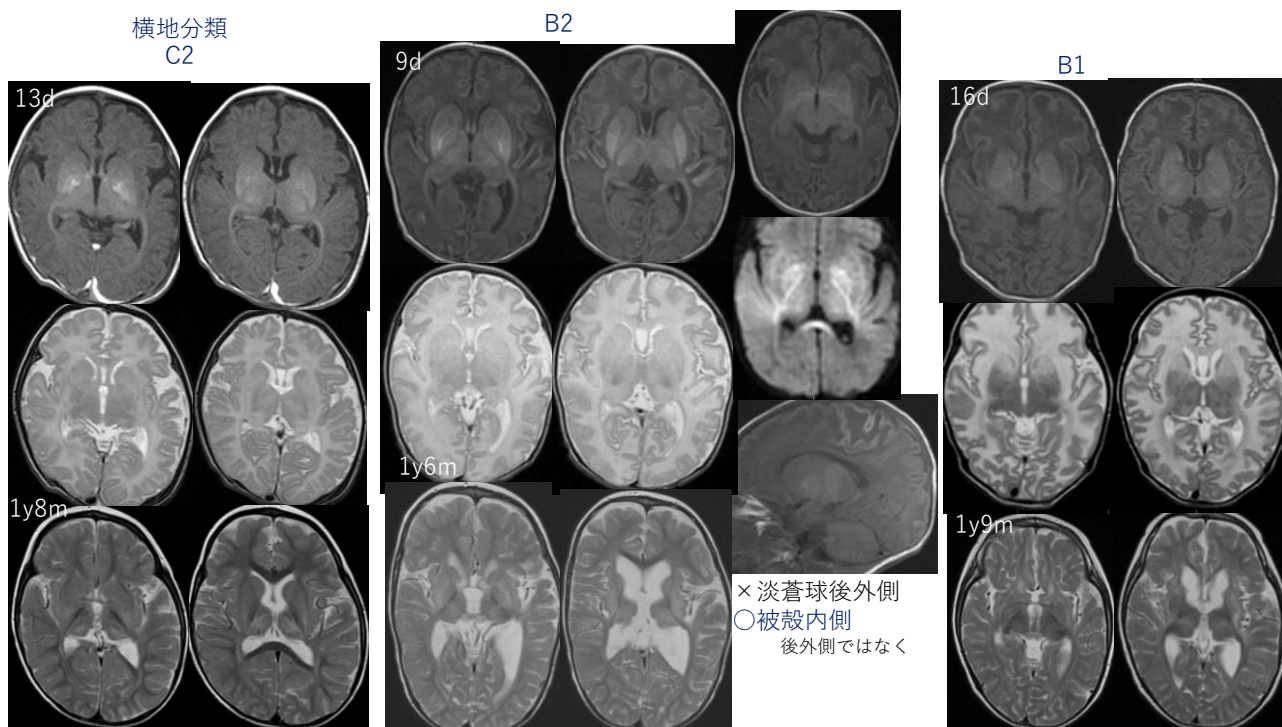 横地分類
C2
13d
1y8m
B2
9d
1y6m
×淡蒼球後外側
○被殻内側
後外側ではなく
B1
16d
1y9m